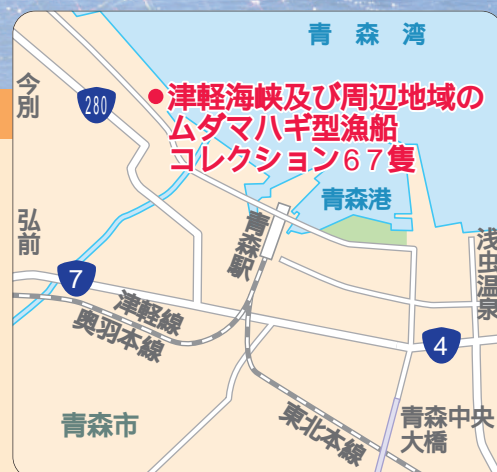 青森湾
今別
280
●津軽海峡及び周辺地域の
ムダマハギ型漁船
コレクション67隻
青森港
弘前
青森駅
浅虫温泉
7
津軽線
奥羽本線
4
青森市
東北本線
青森中央
大橋